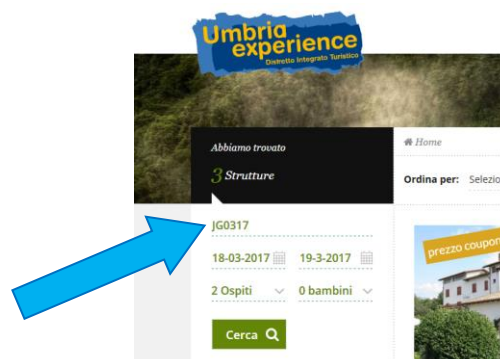 Umbria
experience
Distretto Integrato Turistico
Abbiamo trovato
3 Strutture
Home
Ordina per: Selezio
JG0317
18-03-2017 19-3-2017
2 Ospiti 0 bambini
Cerca
prezzo coupon